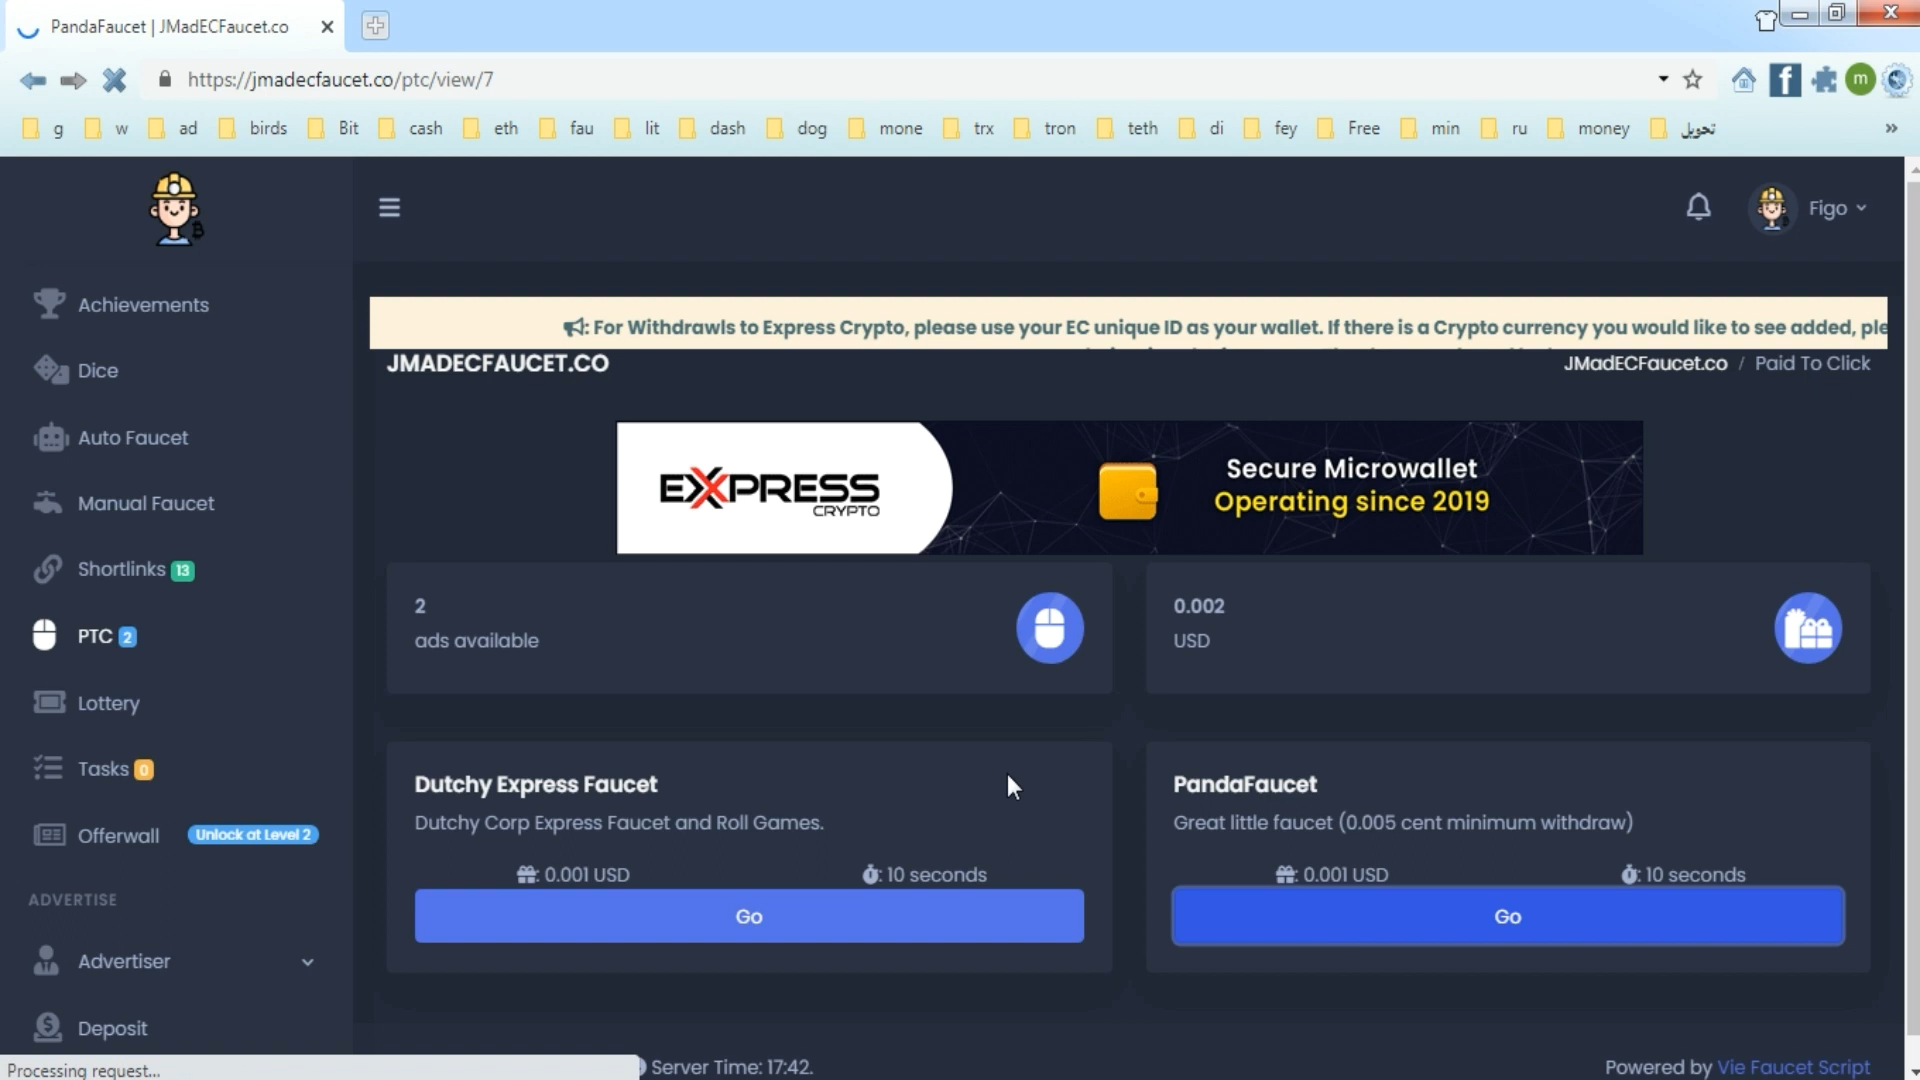 PandaFaucet | JMadECFaucet.co
https://jmadecfaucet.co/ptc/view/7
m
g w ad birds Bit cash eth fau lit dash dog mone trx tron teth di fey Free min ru money تحويل »
Figo
Achievements
Dice
Auto Faucet
Manual Faucet
Shortlinks 13
PTC 2
Lottery
Tasks 0
Offerwall Unlock at Level 2
ADVERTISE
Advertiser
Deposit
: For Withdrawls to Express Crypto, please use your EC unique ID as your wallet. If there is a Crypto currency you would like to see added, ple
JMADECFAUCET.CO
JMadECFaucet.co / Paid To Click
EXPRESS
CRYPTO
Secure Microwallet
Operating since 2019
2
ads available
0.002
USD
Dutchy Express Faucet
Dutchy Corp Express Faucet and Roll Games.
: 0.001 USD : 10 seconds
Go
PandaFaucet
Great little faucet (0.005 cent minimum withdraw)
: 0.001 USD : 10 seconds
Go
Processing request...
Server Time: 17:42.
Powered by Vie Faucet Script